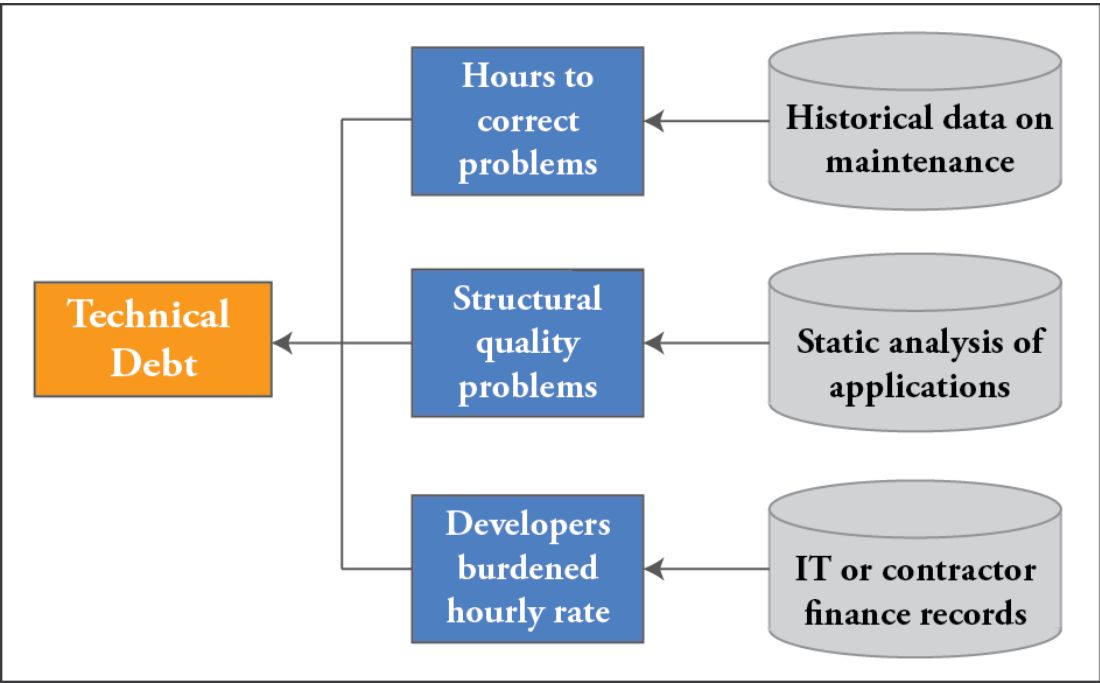 Hours to
correct
problems
Historical data on
maintenance
Technical
Debt
Structural
quality
problems
Static analysis of
applications
Developers
burdened
hourly rate
IT or contractor
finance records